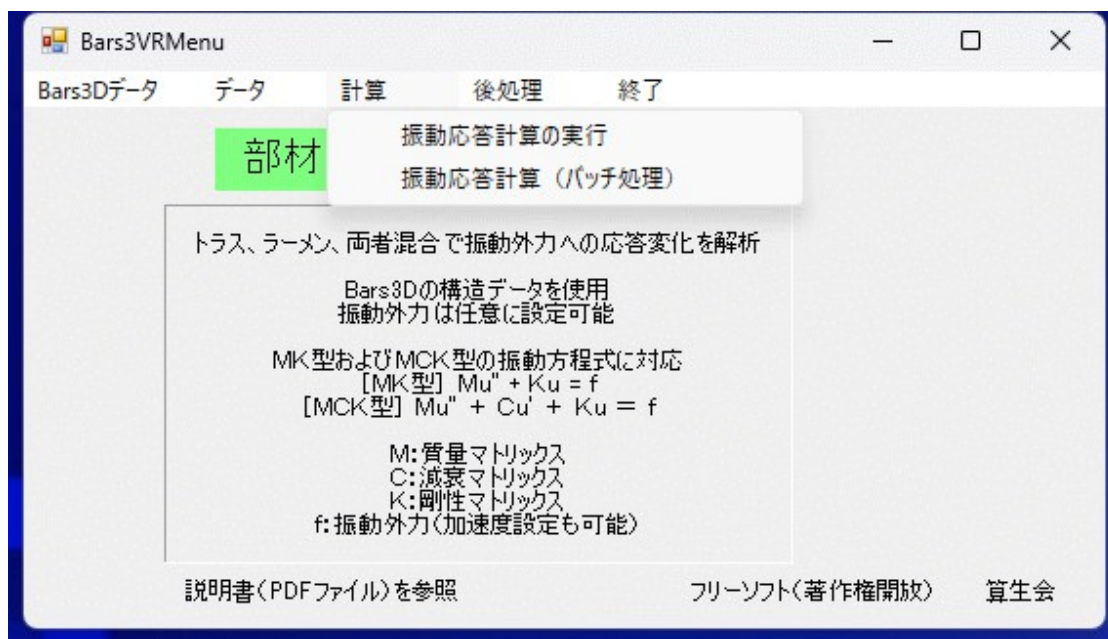 Bars3VRMenu
Bars3Dデータ データ 計算 後処理 終了
振動応答計算の実行
振動応答計算（バッチ処理）
部材
トラス、ラーメン、両者混合で振動外力への応答変化を解析
Bars3Dの構造データを使用
振動外力は任意に設定可能
MK型およびMCK型の振動方程式に対応
[MK型] Mu" + Ku = f
[MCK型] Mu" + Cu' + Ku = f
M:質量マトリックス
C:減衰マトリックス
K:剛性マトリックス
f:振動外力（加速度設定も可能）
説明書（PDFファイル）を参照
フリーソフト（著作権開放） 算生会